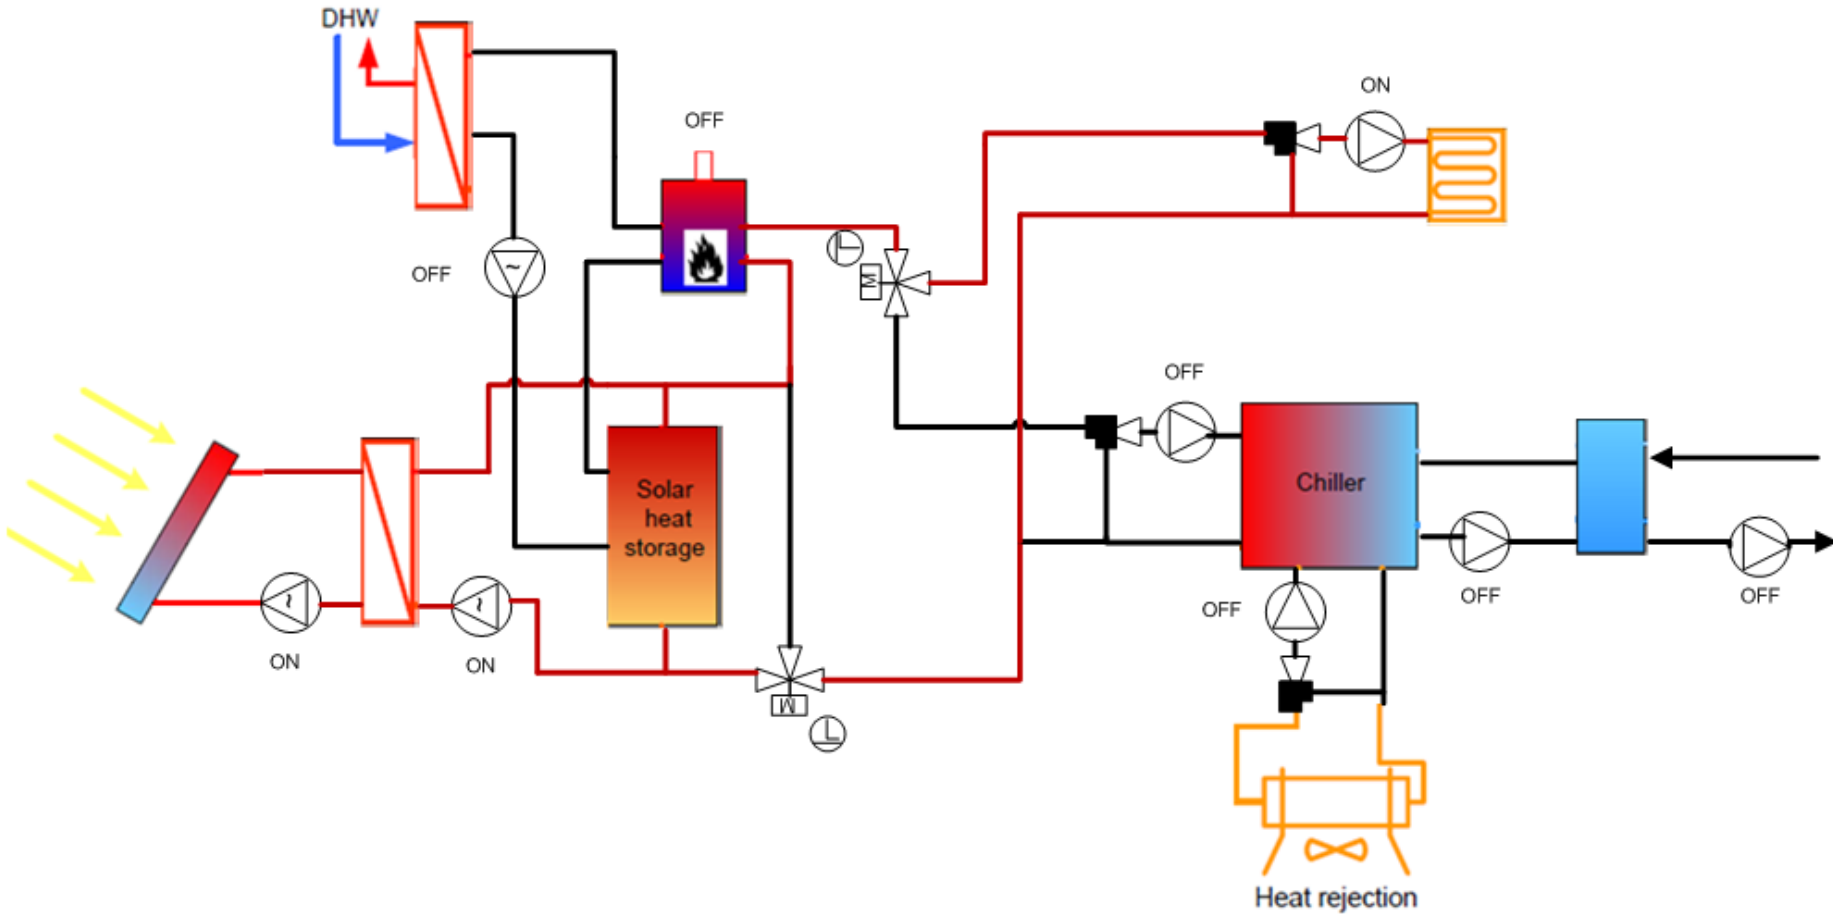 DHW
ON
OFF
OFF
OFF
Chiller
Solar
heat
storage
OFF
OFF
OFF
ON
ON
M
M
Heat rejection